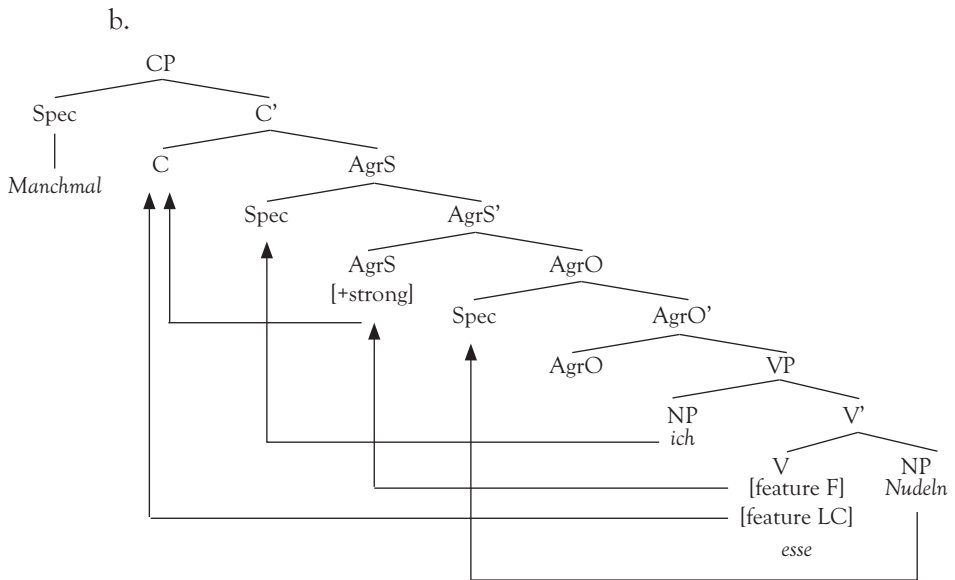 b.
CP
Spec C'
Manchmal C AgrS
Spec AgrS'
AgrS AgrO
[+strong]
Spec AgrO'
AgrO VP
NP V'
ich
V NP
[feature F] Nudeln
[feature LC]
esse